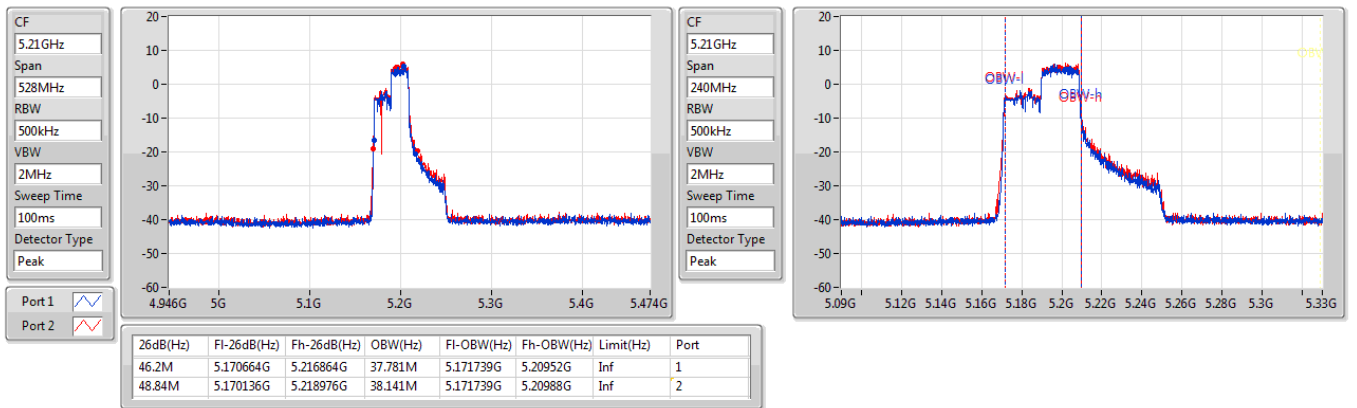 CF
5.21GHz
Span
528MHz
RBW
500kHz
VBW
2MHz
Sweep Time
100ms
Detector Type
Peak
Port 1
Port 2
20
10
0
-10
-20
-30
-40
-50
-60
4.946G 5G 5.1G 5.2G 5.3G 5.4G 5.474G
CF
5.21GHz
Span
240MHz
RBW
500kHz
VBW
2MHz
Sweep Time
100ms
Detector Type
Peak
20
10
0
-10
-20
-30
-40
-50
-60
OBW-l
OBW-h
5.09G 5.12G 5.14G 5.16G 5.18G 5.2G 5.22G 5.24G 5.26G 5.28G 5.3G 5.33G
26dB(Hz) Fl-26dB(Hz) Fh-26dB(Hz) OBW(Hz) Fl-OBW(Hz) Fh-OBW(Hz) Limit(Hz) Port
46.2M 5.170664G 5.216864G 37.781M 5.171739G 5.20952G Inf 1
48.84M 5.170136G 5.218976G 38.141M 5.171739G 5.20988G Inf 2